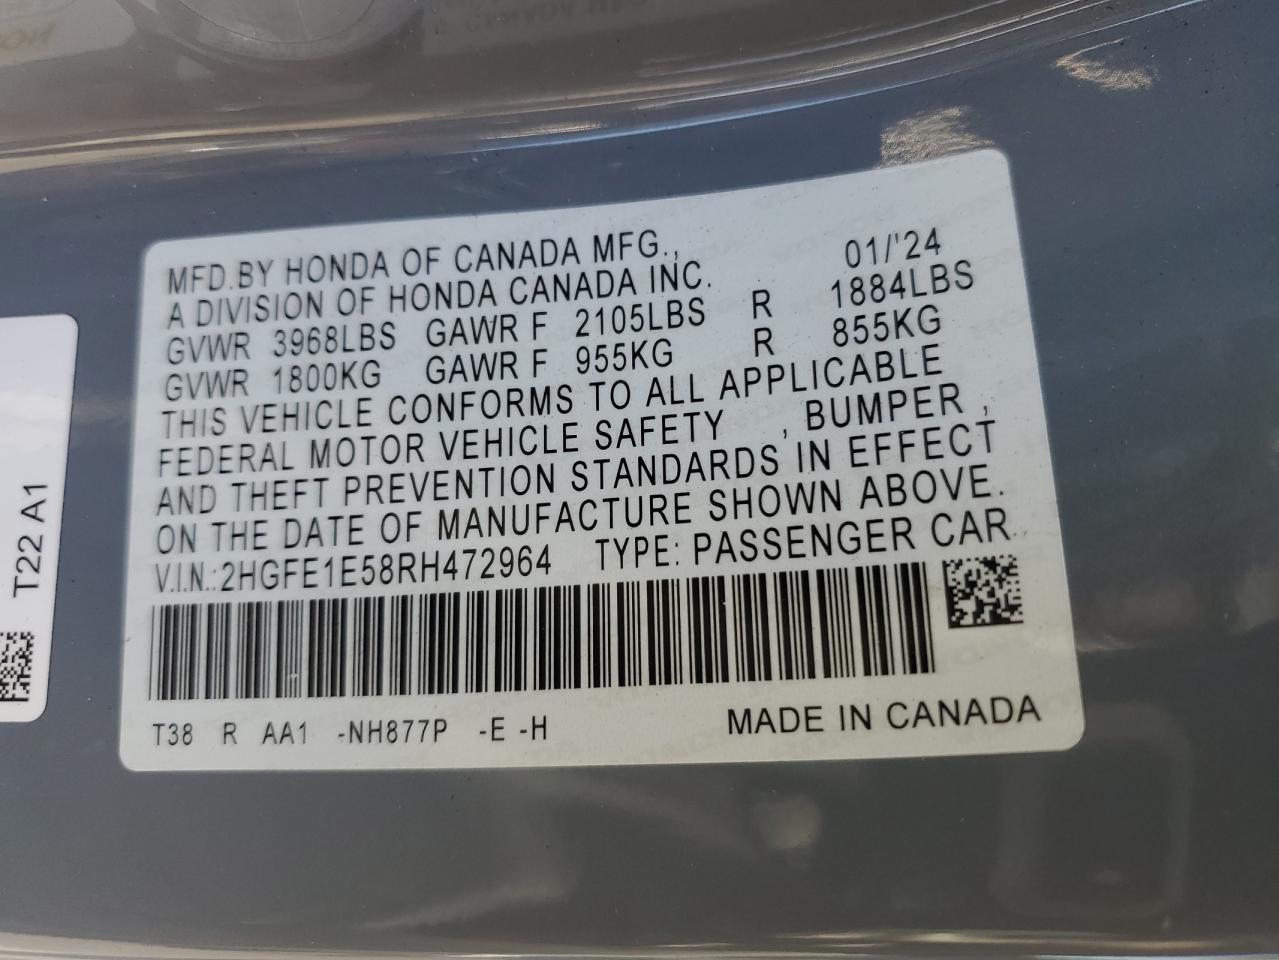 MFD.BY HONDA OF CANADA MFG., 01/'24
A DIVISION OF HONDA CANADA INC.
GVWR 3968LBS GAWR F 2105LBS R 1884LBS
GVWR 1800KG GAWR F 955KG R 855KG
THIS VEHICLE CONFORMS TO ALL APPLICABLE
FEDERAL MOTOR VEHICLE SAFETY , BUMPER ,
AND THEFT PREVENTION STANDARDS IN EFFECT
ON THE DATE OF MANUFACTURE SHOWN ABOVE.
V.I.N.:2HGFE1E58RH472964 TYPE: PASSENGER CAR
T38 R AA1 -NH877P -E -H MADE IN CANADA
T22 A1